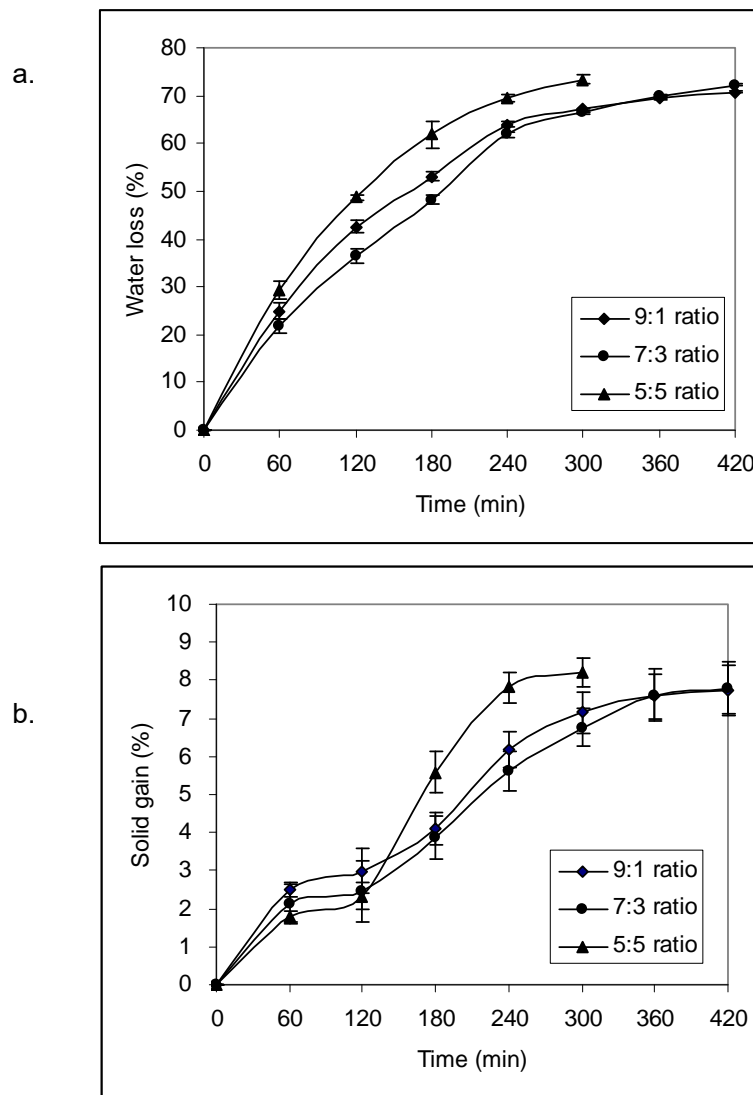 a.
80
70
60
50
40
30
20
10
0
Water loss (%)
9:1 ratio
7:3 ratio
5:5 ratio
0 60 120 180 240 300 360 420
Time (min)
b.
10
9
8
7
6
5
4
3
2
1
0
Solid gain (%)
9:1 ratio
7:3 ratio
5:5 ratio
0 60 120 180 240 300 360 420
Time (min)